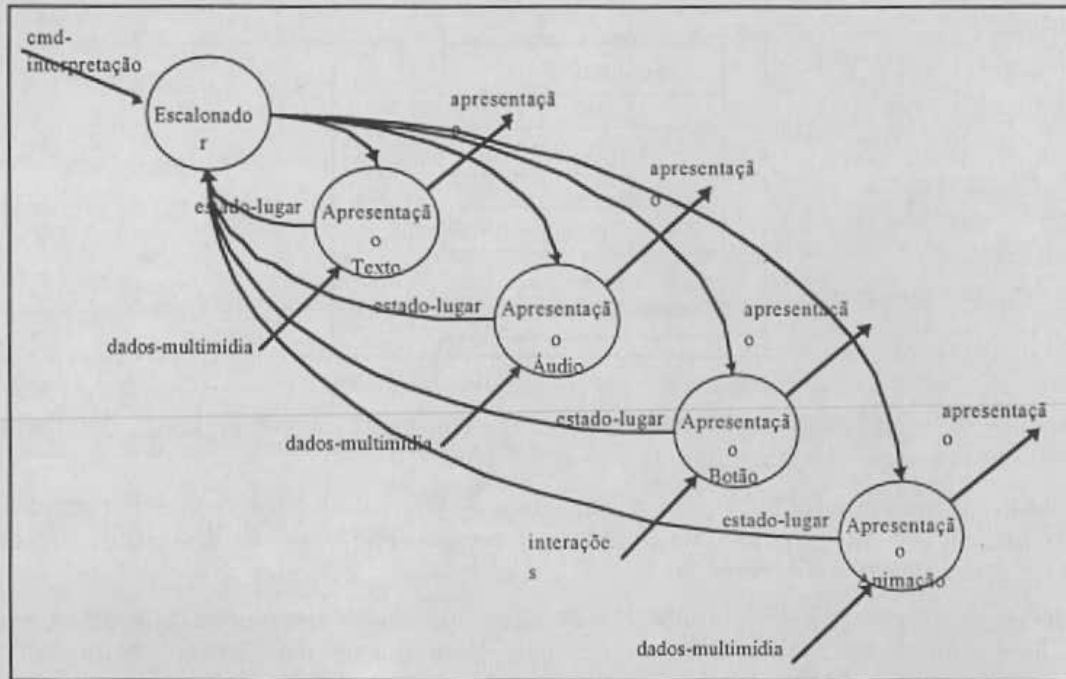 cmd-
interpretação
Escalonado
r
apresentaçã
o
estado-lugar
Apresentaçã
o
Texto
dados-multimidia
apresentaçã
o
estado-lugar
Apresentaçã
o
Áudio
dados-multimidia
apresentaçã
o
estado-lugar
Apresentaçã
o
Botão
interaçõe
s
apresentaçã
o
estado-lugar
Apresentaçã
o
Animação
dados-multimidia